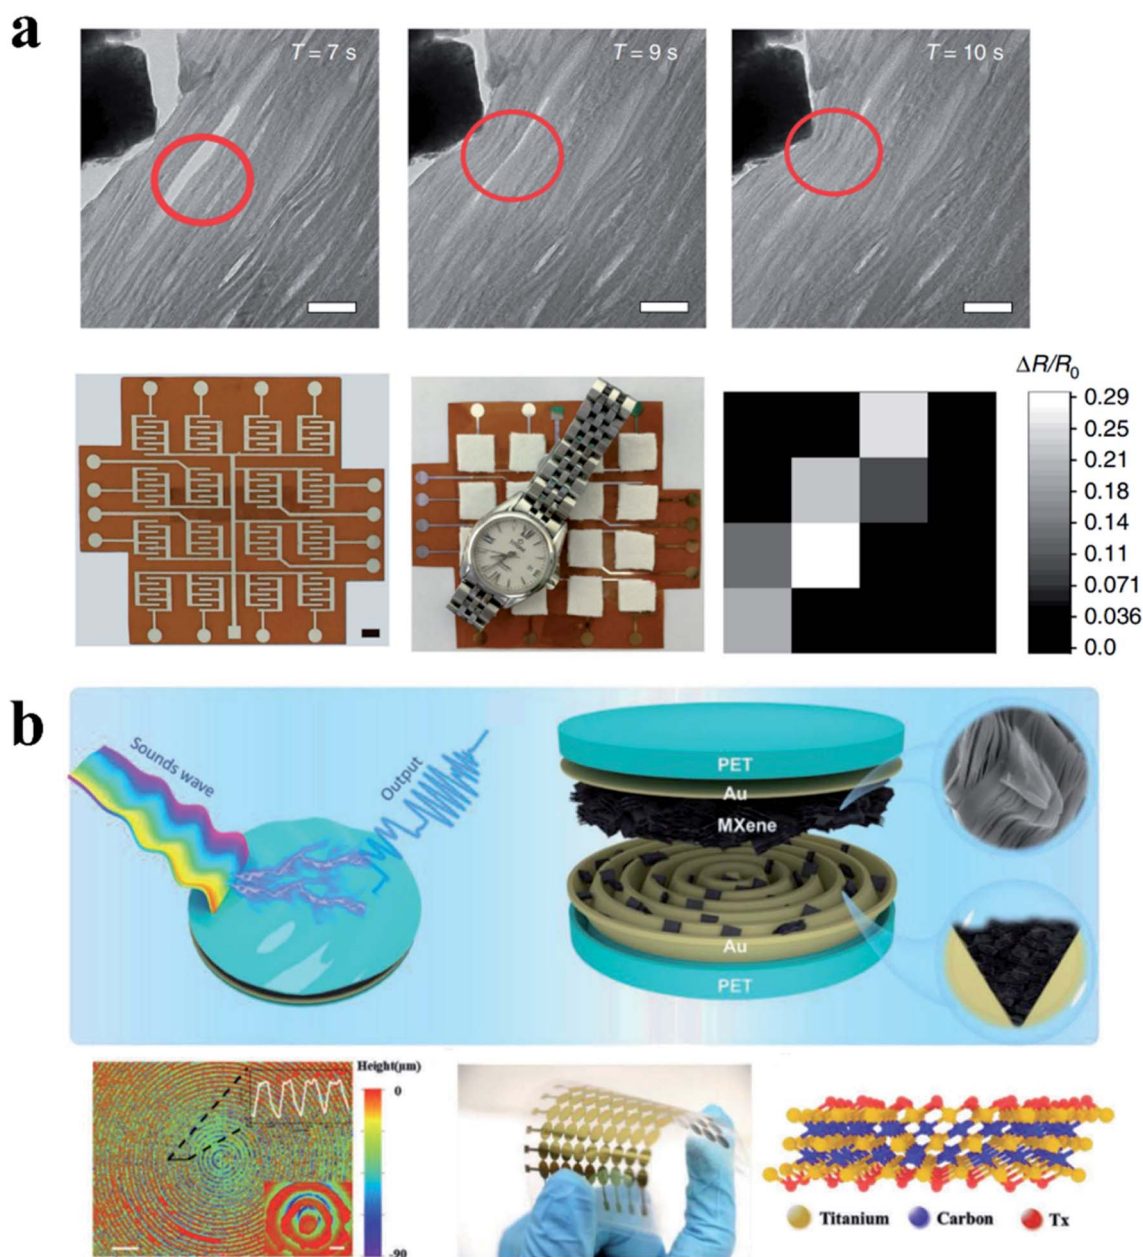 a
T = 7 s
T = 9 s
T = 10 s
ΔR/R₀
0.29
0.25
0.21
0.18
0.14
0.11
0.071
0.036
0.0
b
Sounds wave
Output
PET
Au
MXene
Au
PET
Height(μm)
0
-90
Titanium
Carbon
Tx